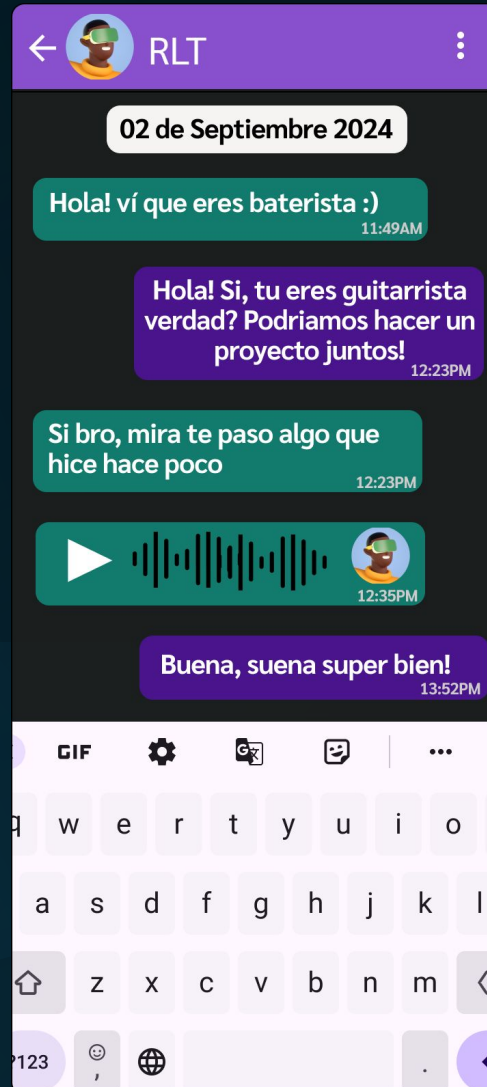 RLT
02 de Septiembre 2024
Hola! ví que eres baterista :)
11:49AM
Hola! Si, tu eres guitarrista
verdad? Podriamos hacer un
proyecto juntos!
12:23PM
Si bro, mira te paso algo que
hice hace poco
12:23PM
12:35PM
Buena, suena super bien!
13:52PM
GIF
q w e r t y u i o
a s d f g h j k l
z x c v b n m
?123 , .